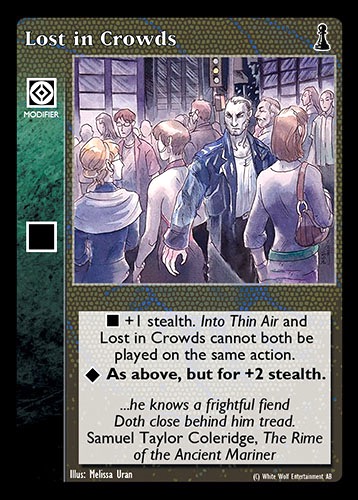 Lost in Crowds
MODIFIER
+1 stealth. Into Thin Air and
Lost in Crowds cannot both be
played on the same action.
As above, but for +2 stealth.
...he knows a frightful fiend
Doth close behind him tread.
Samuel Taylor Coleridge, The Rime
of the Ancient Mariner
Illus: Melissa Uran
(C) White Wolf Entertainment AB